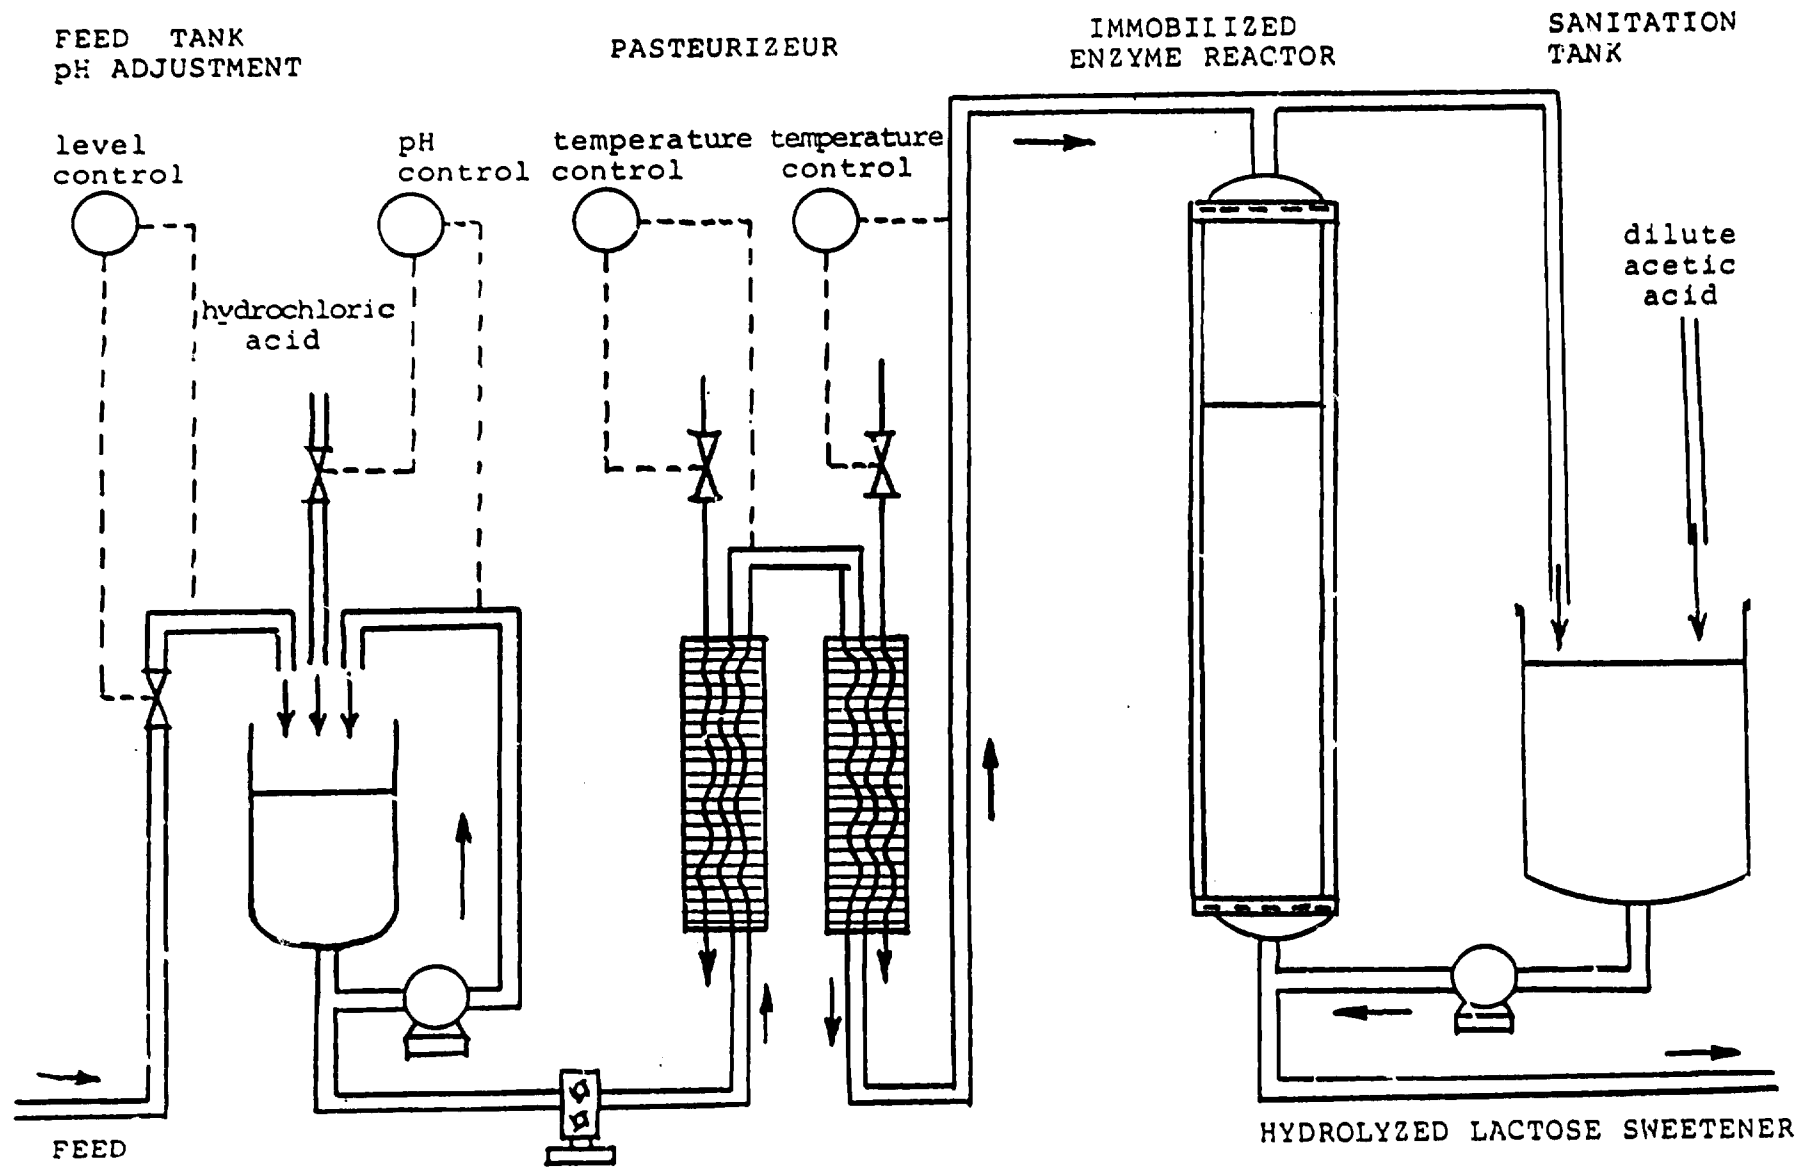 FEED TANK
pH ADJUSTMENT
PASTEURIZEUR
IMMOBILIZED
ENZYME REACTOR
SANITATION
TANK
level
control
pH
control
temperature
control
temperature
control
hydrochloric
acid
dilute
acetic
acid
FEED
HYDROLYZED LACTOSE SWEETENER